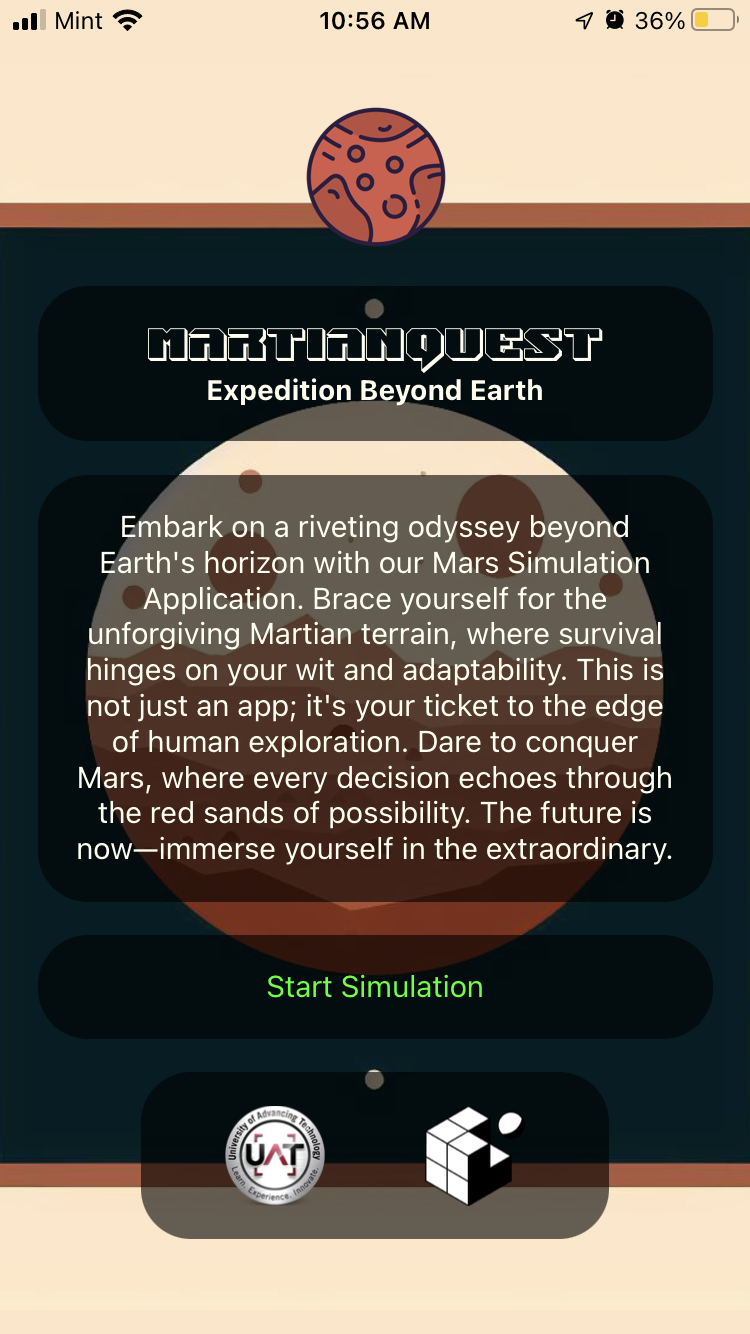 Mint 10:56 AM 36%
MARTIANQUEST
Expedition Beyond Earth
Embark on a riveting odyssey beyond
Earth's horizon with our Mars Simulation
Application. Brace yourself for the
unforgiving Martian terrain, where survival
hinges on your wit and adaptability. This is
not just an app; it's your ticket to the edge
of human exploration. Dare to conquer
Mars, where every decision echoes through
the red sands of possibility. The future is
now—immerse yourself in the extraordinary.
Start Simulation
University of Advancing Technology
UAT
Learn. Experience. Innovate.